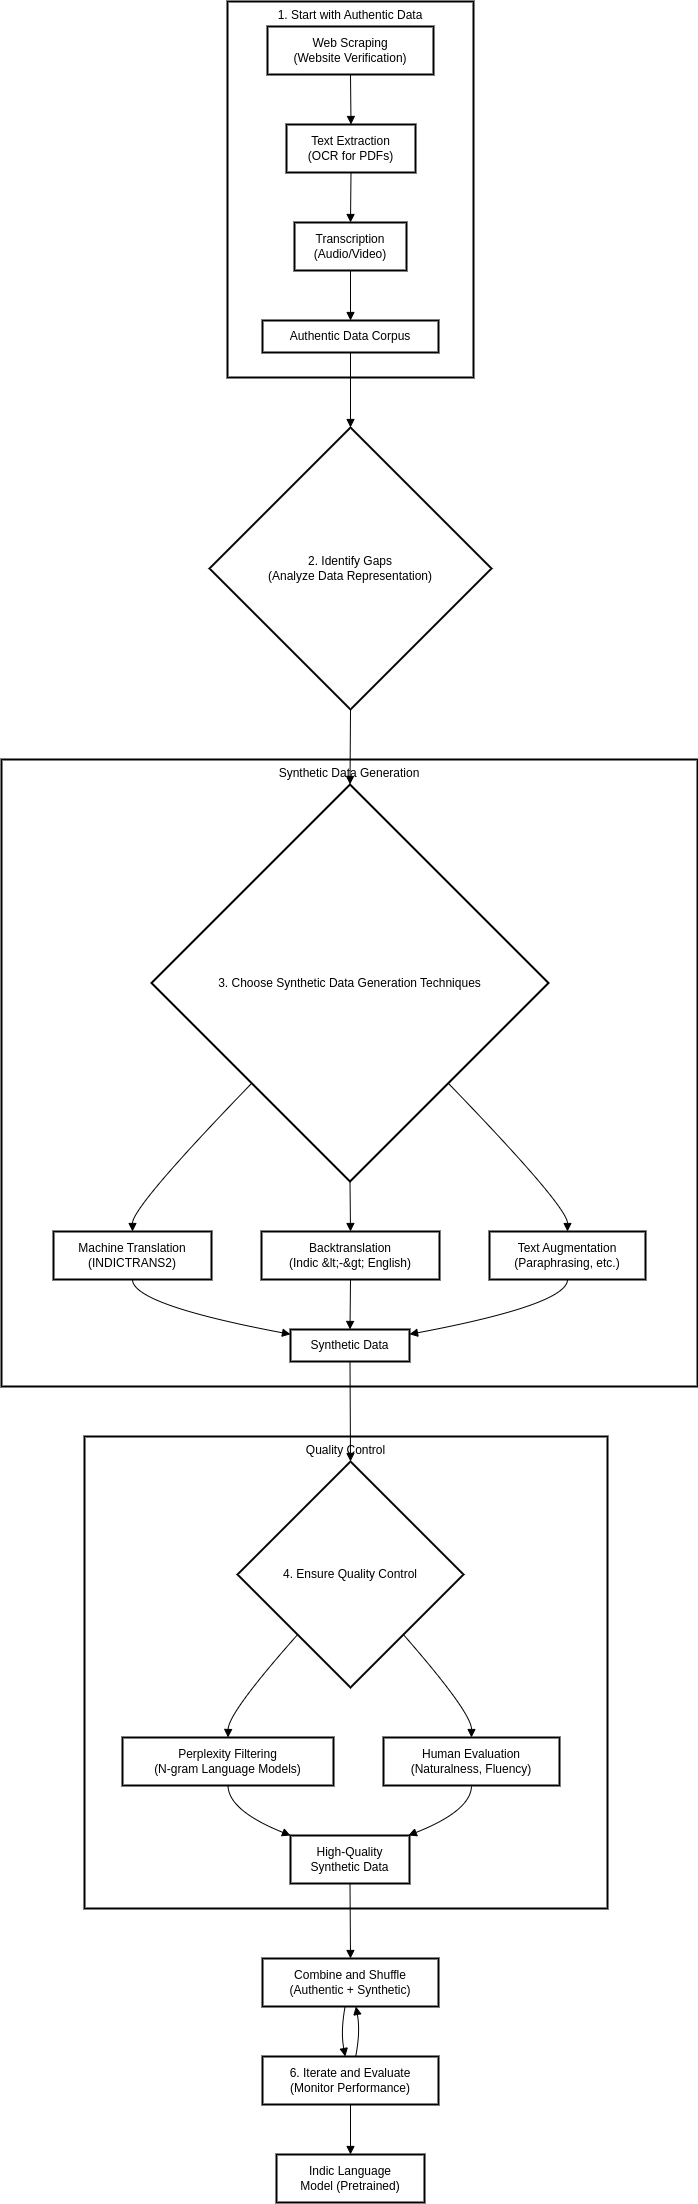 1. Start with Authentic Data
Web Scraping
(Website Verification)
Text Extraction
(OCR for PDFs)
Transcription
(Audio/Video)
Authentic Data Corpus
2. Identify Gaps
(Analyze Data Representation)
Synthetic Data Generation
3. Choose Synthetic Data Generation Techniques
Machine Translation
(INDICTRANS2)
Backtranslation
(Indic &lt;-&gt; English)
Text Augmentation
(Paraphrasing, etc.)
Synthetic Data
Quality Control
4. Ensure Quality Control
Perplexity Filtering
(N-gram Language Models)
Human Evaluation
(Naturalness, Fluency)
High-Quality
Synthetic Data
Combine and Shuffle
(Authentic + Synthetic)
6. Iterate and Evaluate
(Monitor Performance)
Indic Language
Model (Pretrained)